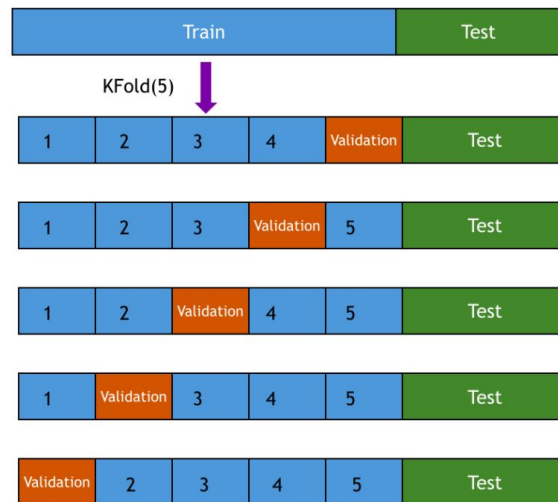 Train Test
KFold(5)
1 2 3 4 Validation Test
1 2 3 Validation 5 Test
1 2 Validation 4 5 Test
1 Validation 3 4 5 Test
Validation 2 3 4 5 Test